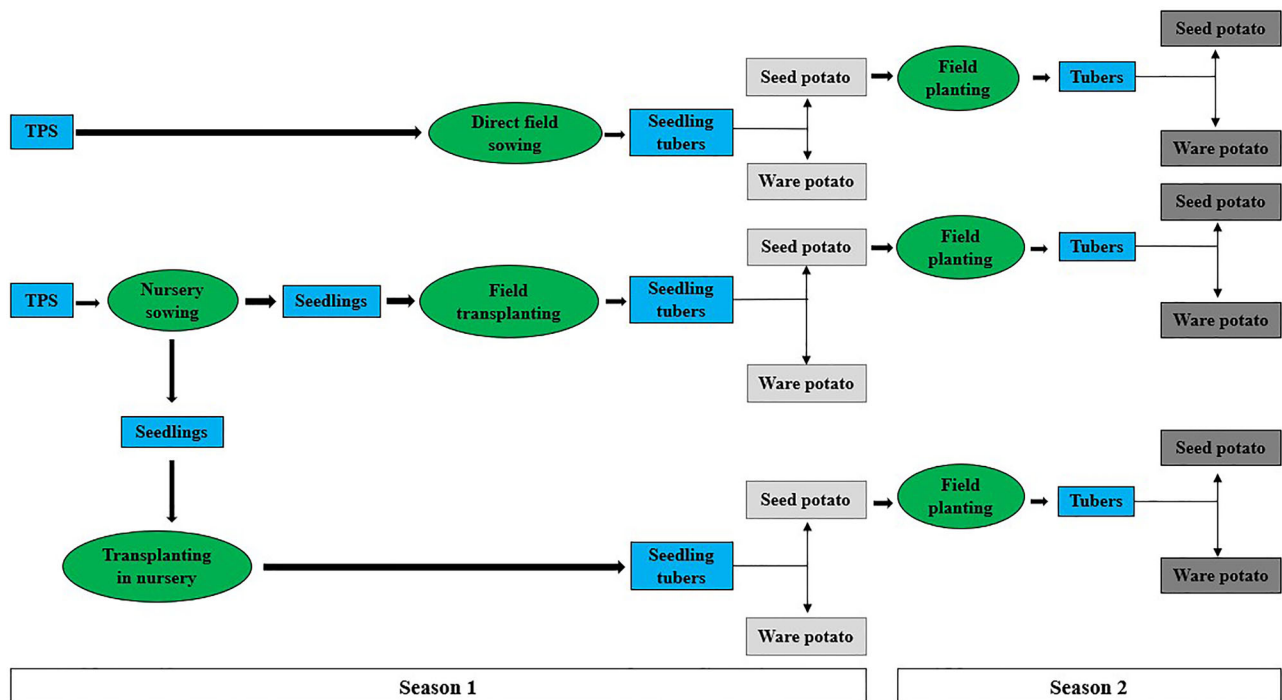 TPS
Direct field
sowing
Seedling
tubers
Seed potato
Ware potato
Field
planting
Tubers
Seed potato
Ware potato
TPS
Nursery
sowing
Seedlings
Field
transplanting
Seedling
tubers
Seed potato
Ware potato
Field
planting
Tubers
Seed potato
Ware potato
Seedlings
Transplanting
in nursery
Seedling
tubers
Seed potato
Ware potato
Field
planting
Tubers
Seed potato
Ware potato
Season 1
Season 2